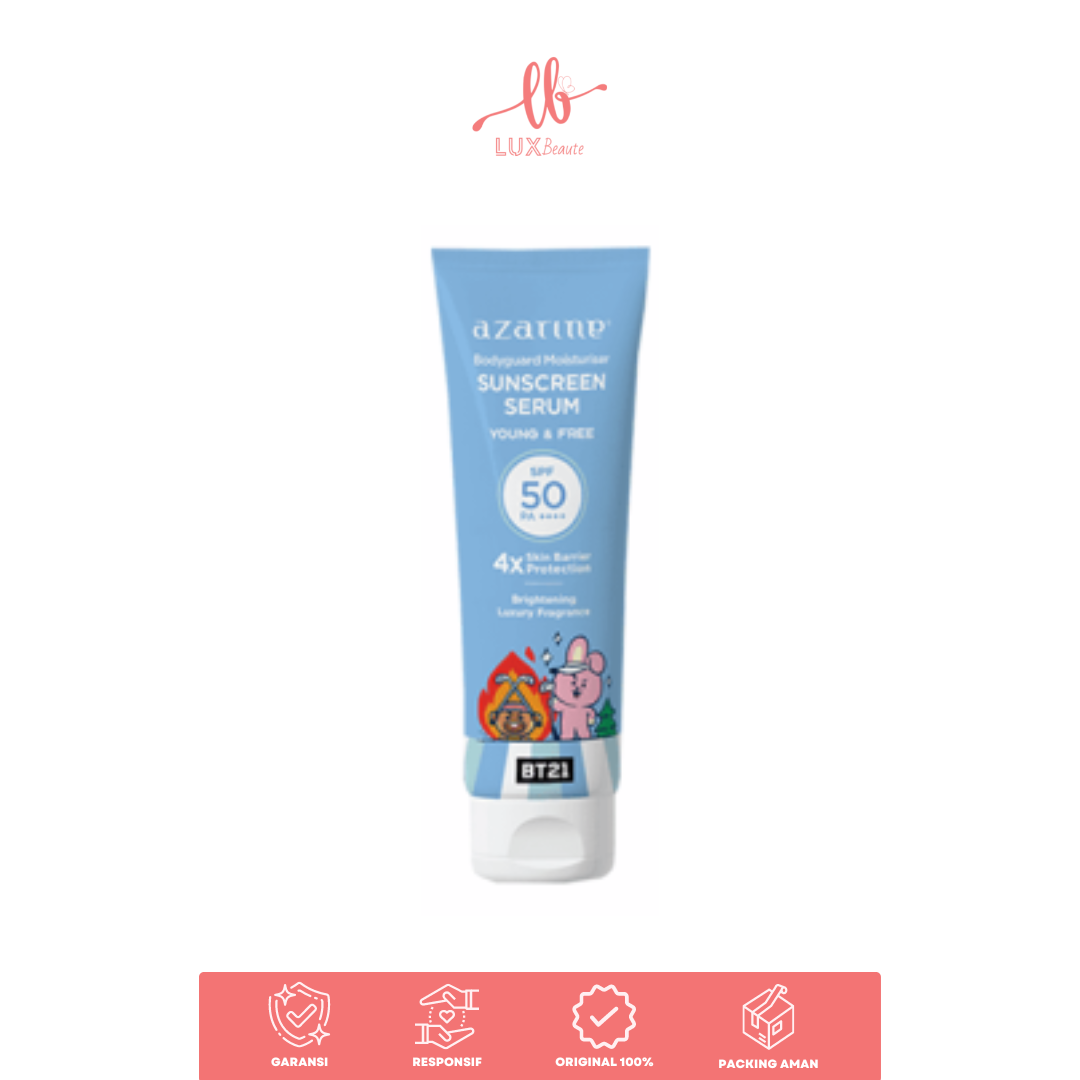 lb
LUX Beaute
azarine
Bodyguard Moisturiser
SUNSCREEN
SERUM
YOUNG & FREE
SPF
50
PA ++++
4x Skin Barrier
Protection
Brightening
Luxury Fragrance
BT21
GARANSI
RESPONSIF
ORIGINAL 100%
PACKING AMAN